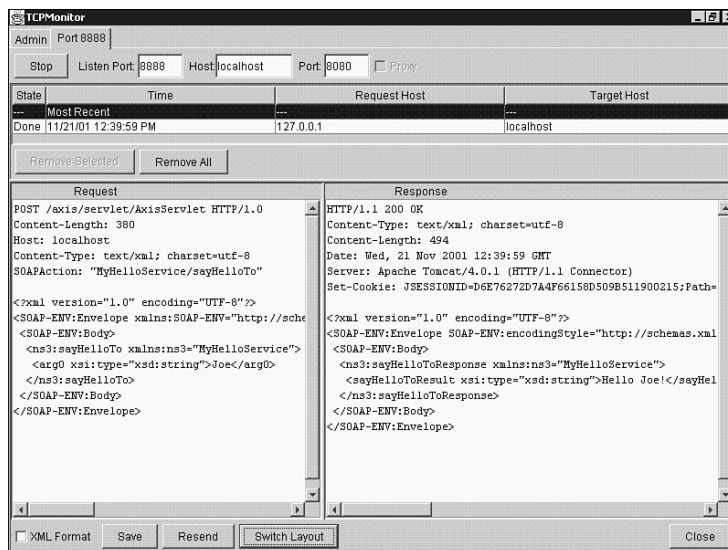 TCPMonitor
Admin Port 8888
Stop Listen Port: 8888 Host: localhost Port: 8080 Proxy
State Time Request Host Target Host
--- Most Recent --- ---
Done 11/21/01 12:39:59 PM 127.0.0.1 localhost
Remove Selected Remove All
Request
POST /axis/servlet/AxisServlet HTTP/1.0
Content-Length: 380
Host: localhost
Content-Type: text/xml; charset=utf-8
SOAPAction: "MyHelloService/sayHelloTo"
<?xml version="1.0" encoding="UTF-8"?>
<SOAP-ENV:Envelope xmlns:SOAP-ENV="http://sche
<SOAP-ENV:Body>
<ns3:sayHelloTo xmlns:ns3="MyHelloService">
<arg0 xsi:type="xsd:string">Joe</arg0>
</ns3:sayHelloTo>
</SOAP-ENV:Body>
</SOAP-ENV:Envelope>
Response
HTTP/1.1 200 OK
Content-Type: text/xml; charset=utf-8
Content-Length: 494
Date: Wed, 21 Nov 2001 12:39:59 GMT
Server: Apache Tomcat/4.0.1 (HTTP/1.1 Connector)
Set-Cookie: JSESSIONID=D6E76272D7A4F66158D509B511900215;Path=
<?xml version="1.0" encoding="UTF-8"?>
<SOAP-ENV:Envelope SOAP-ENV:encodingStyle="http://schemas.xml
<SOAP-ENV:Body>
<ns3:sayHelloToResponse xmlns:ns3="MyHelloService">
<sayHelloToResult xsi:type="xsd:string">Hello Joe!</sayHel
</ns3:sayHelloToResponse>
</SOAP-ENV:Body>
</SOAP-ENV:Envelope>
XML Format Save Resend Switch Layout Close